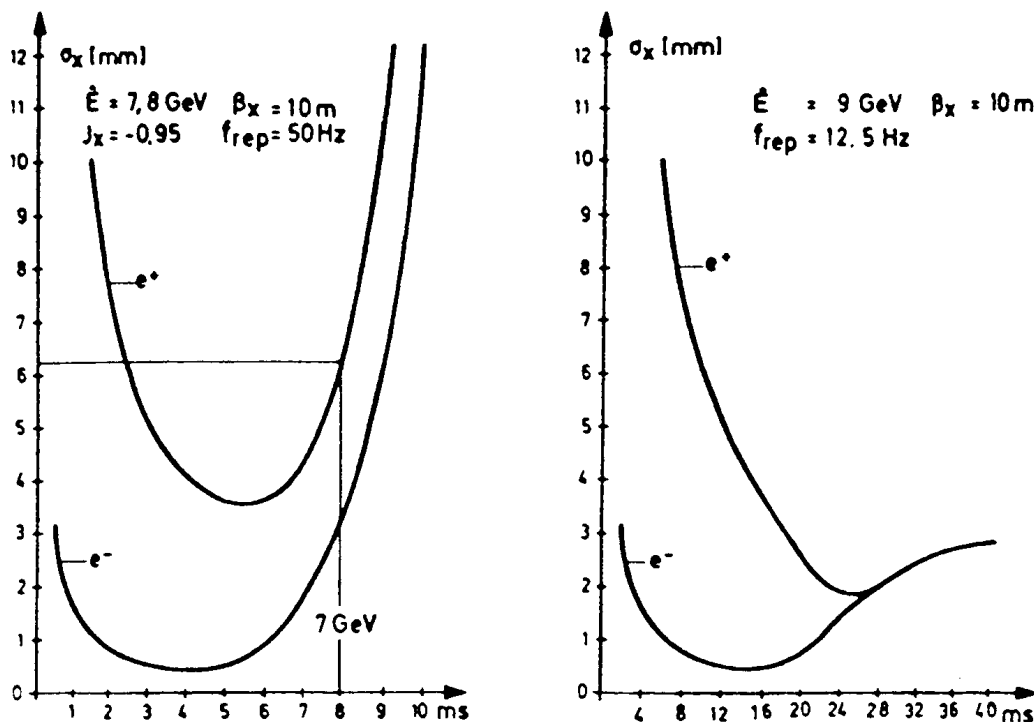 σx [mm]
Ê = 7,8 GeV βx = 10 m
Jx = -0,95 frep = 50 Hz
12
11
10
9
8
7
6
5
4
3
2
1
0
e+
e-
7 GeV
1 2 3 4 5 6 7 8 9 10 ms
σx [mm]
Ê = 9 GeV βx = 10 m
frep = 12.5 Hz
12
11
10
9
8
7
6
5
4
3
2
1
0
e+
e-
4 8 12 16 20 24 28 32 36 40 ms